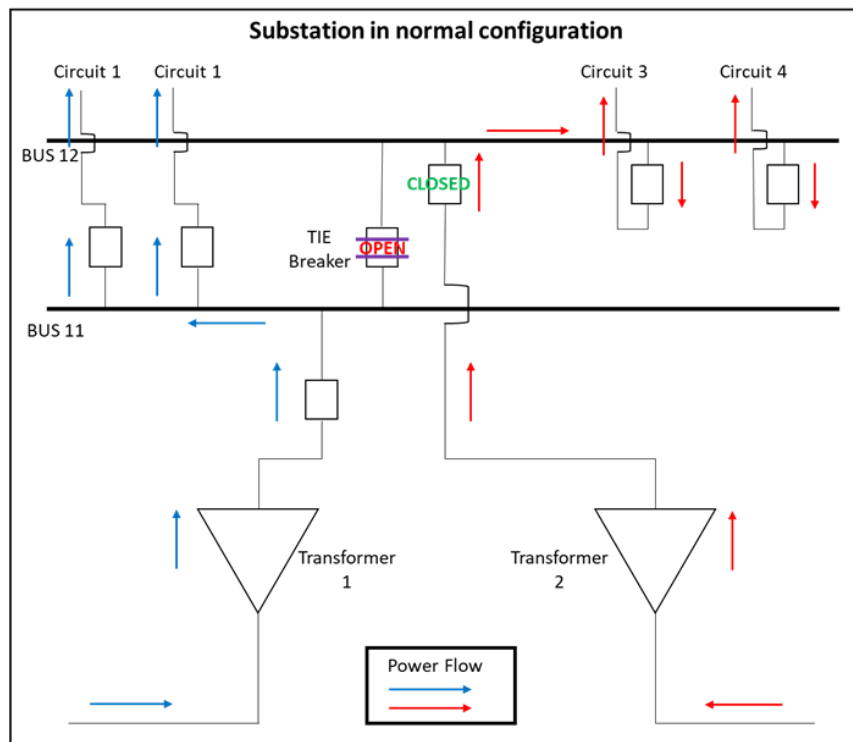 Substation in normal configuration
Circuit 1
Circuit 1
Circuit 3
Circuit 4
BUS 12
CLOSED
TIE
Breaker
OPEN
BUS 11
Transformer
1
Transformer
2
Power Flow